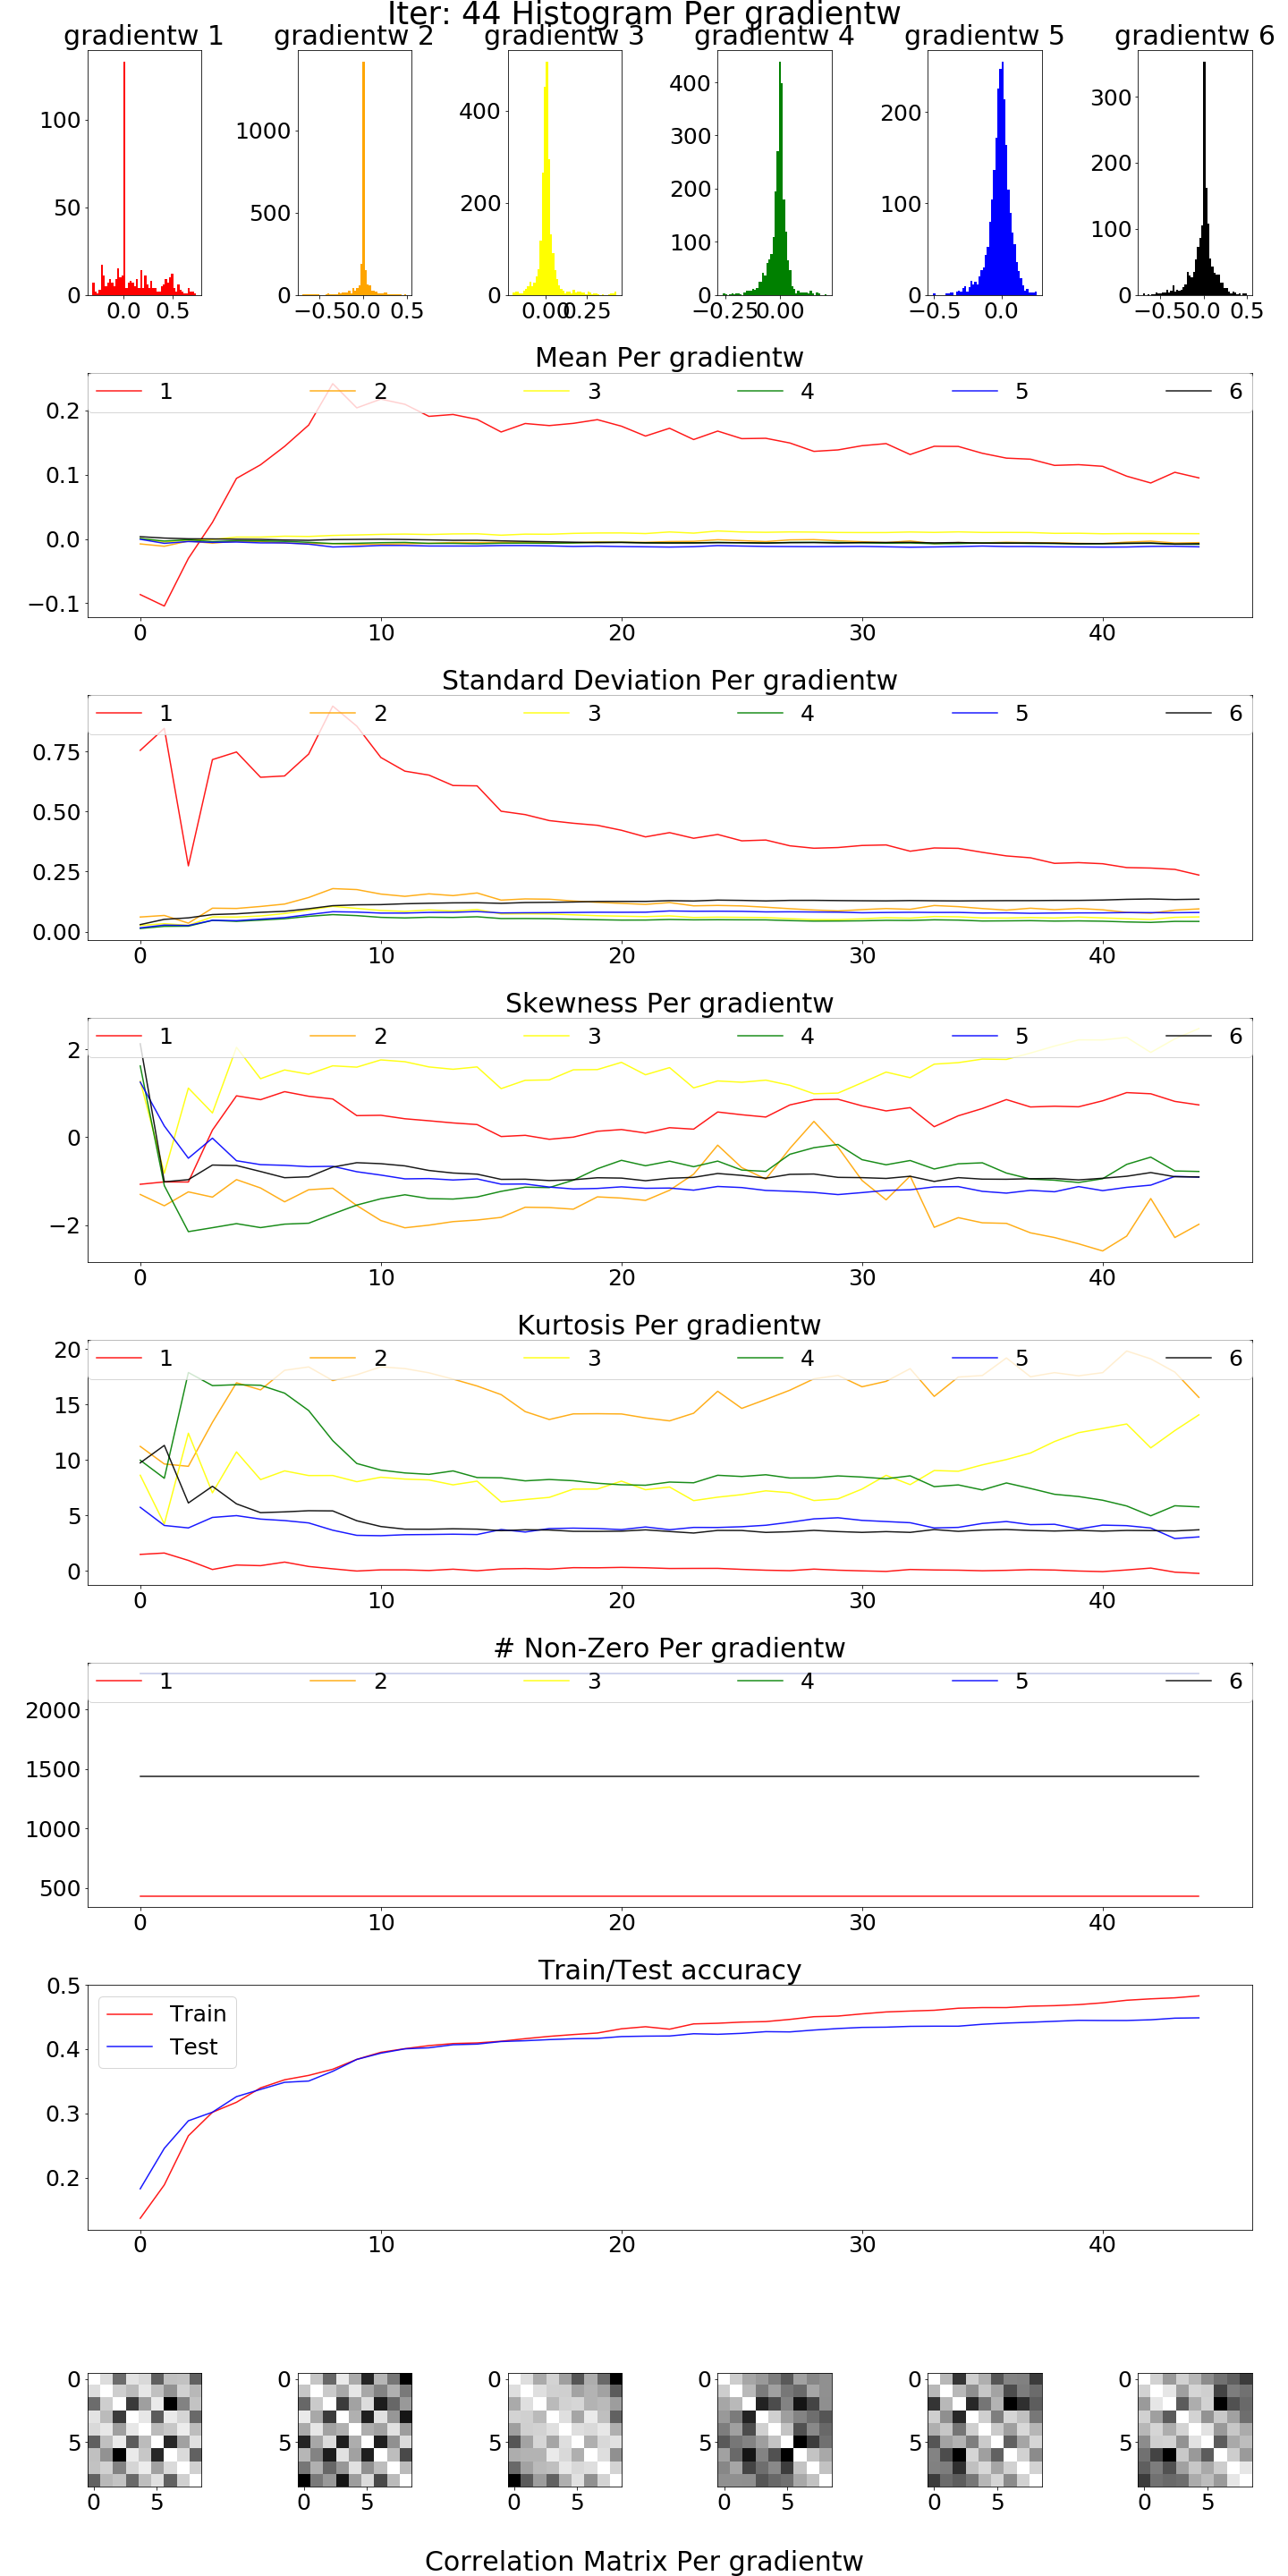 Iter: 44 Histogram Per gradientw
gradientw 1 gradientw 2 gradientw 3 gradientw 4 gradientw 5 gradientw 6
100
50
0
0.0 0.5
1000
500
0
−0.5 0.0 0.5
400
200
0
0.00 0.25
400
300
200
100
0
−0.25 0.00
200
100
0
−0.5 0.0
300
200
100
0
−0.5 0.0 0.5
Mean Per gradientw
1 2 3 4 5 6
0.2
0.1
0.0
−0.1
0 10 20 30 40
Standard Deviation Per gradientw
1 2 3 4 5 6
0.75
0.50
0.25
0.00
0 10 20 30 40
Skewness Per gradientw
1 2 3 4 5 6
2
0
−2
0 10 20 30 40
Kurtosis Per gradientw
1 2 3 4 5 6
20
15
10
5
0
0 10 20 30 40
# Non-Zero Per gradientw
1 2 3 4 5 6
2000
1500
1000
500
0 10 20 30 40
Train/Test accuracy
Train
Test
0.5
0.4
0.3
0.2
0 10 20 30 40
0 0 0 0 0 0
5 5 5 5 5 5
0 5 0 5 0 5 0 5 0 5 0 5
Correlation Matrix Per gradientw